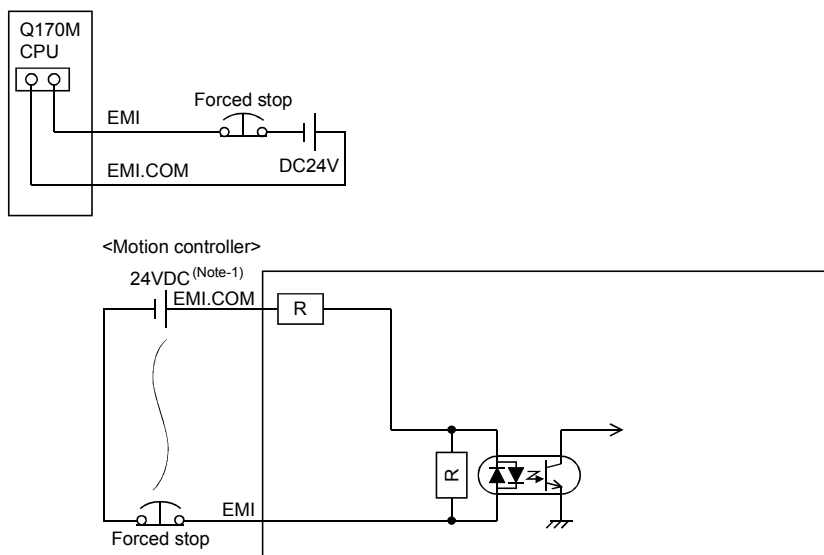 Q170M
CPU
Forced stop
EMI
DC24V
EMI.COM
<Motion controller>
24VDC (Note-1)
EMI.COM
R
R
EMI
Forced stop